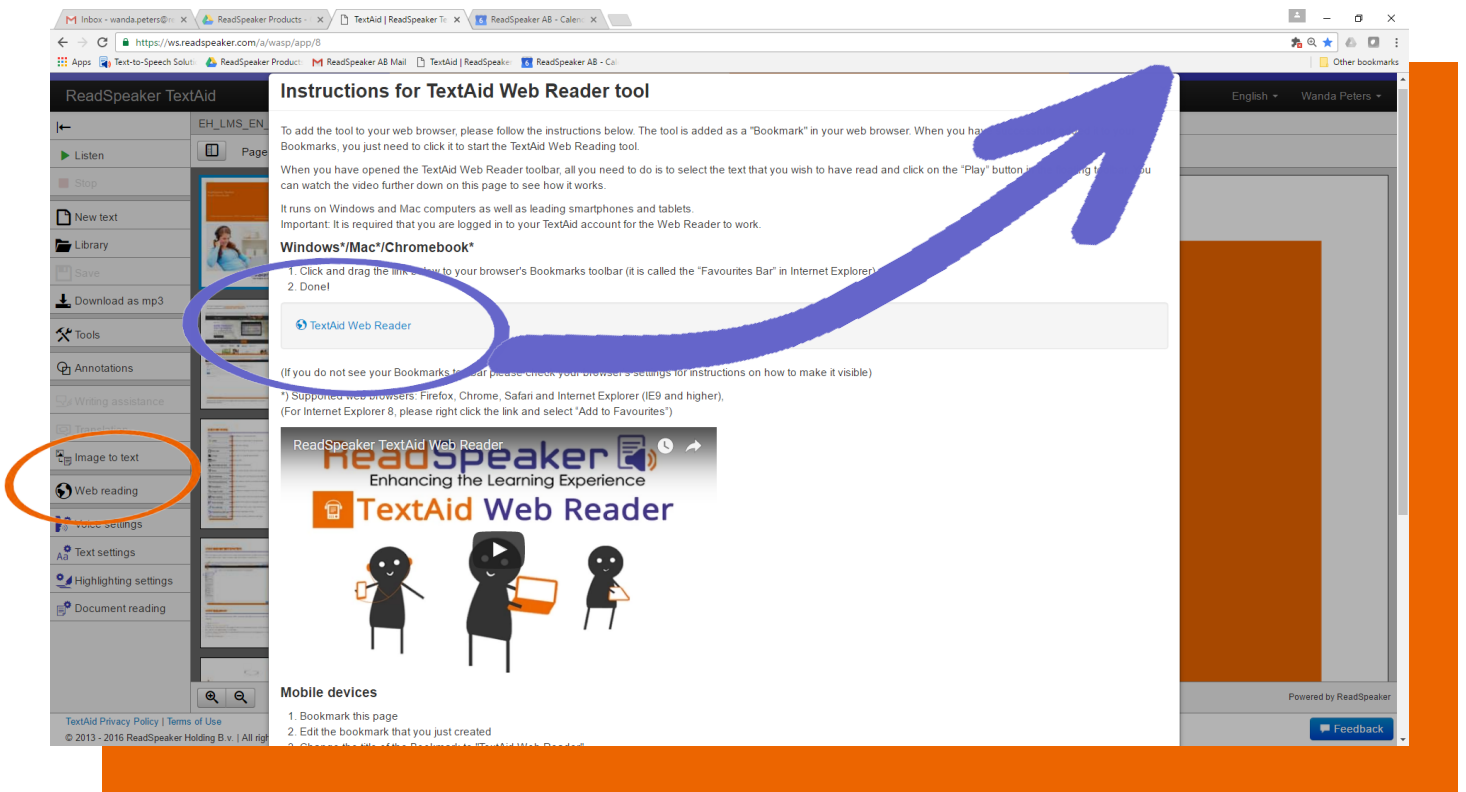 Inbox - wanda.peters@r
ReadSpeaker Products -
TextAid | ReadSpeaker Te
ReadSpeaker AB - Calend
https://ws.readspeaker.com/a/wasp/app/8
Apps
Text-to-Speech Solut
ReadSpeaker Product
ReadSpeaker AB Mail
TextAid | ReadSpeake
ReadSpeaker AB - Cal
Other bookmarks
ReadSpeaker TextAid
English
Wanda Peters
Listen
Stop
New text
Library
Save
Download as mp3
Tools
Annotations
Writing assistance
Image to text
Web reading
Voice settings
Text settings
Highlighting settings
Document reading
EH_LMS_EN_
Page
Instructions for TextAid Web Reader tool
To add the tool to your web browser, please follow the instructions below. The tool is added as a "Bookmark" in your web browser. When you
Bookmarks, you just need to click it to start the TextAid Web Reading tool.
When you have opened the TextAid Web Reader toolbar, all you need to do is to select the text that you wish to have read and click on the "Play" button
can watch the video further down on this page to see how it works.
It runs on Windows and Mac computers as well as leading smartphones and tablets.
Important: It is required that you are logged in to your TextAid account for the Web Reader to work.
Windows*/Mac*/Chromebook*
1. Click and drag the link below to your browser's Bookmarks toolbar (it is called the "Favourites Bar" in Internet Explorer)
2. Done!
TextAid Web Reader
(If you do not see your Bookmarks toolbar please check your browser's settings for instructions on how to make it visible)
*) Supported web browsers: Firefox, Chrome, Safari and Internet Explorer (IE9 and higher),
(For Internet Explorer 8, please right click the link and select "Add to Favourites")
ReadSpeaker TextAid Web Reader
ReadSpeaker
Enhancing the Learning Experience
TextAid Web Reader
Mobile devices
1. Bookmark this page
2. Edit the bookmark that you just created
3. Change the title of the Bookmark to "TextAid Web Reader"
Powered by ReadSpeaker
TextAid Privacy Policy | Terms of Use
© 2013 - 2016 ReadSpeaker Holding B.v. | All righ
Feedback